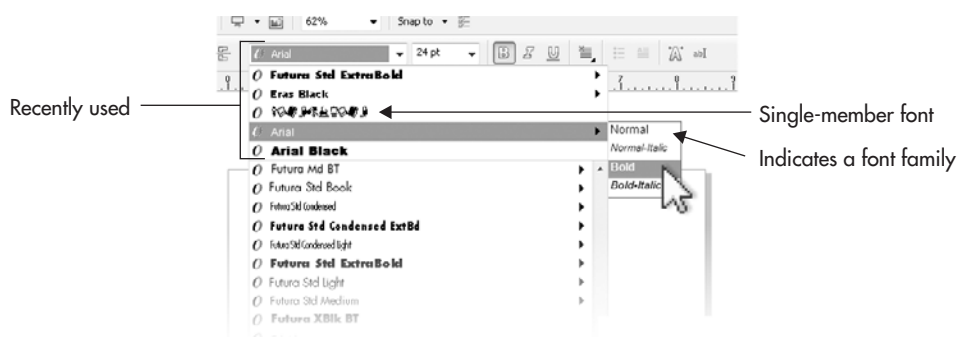 62% Snap to
Arial 24 pt B I U abI
Futura Std ExtraBold
Eras Black
Recently used
Single-member font
Arial
Normal
Arial Black
Normal-Italic
Indicates a font family
Futura Md BT
Bold
Futura Std Book
Bold-Italic
Futura Std Condensed
Futura Std Condensed ExtBd
Futura Std Condensed Light
Futura Std ExtraBold
Futura Std Light
Futura Std Medium
Futura XBlk BT